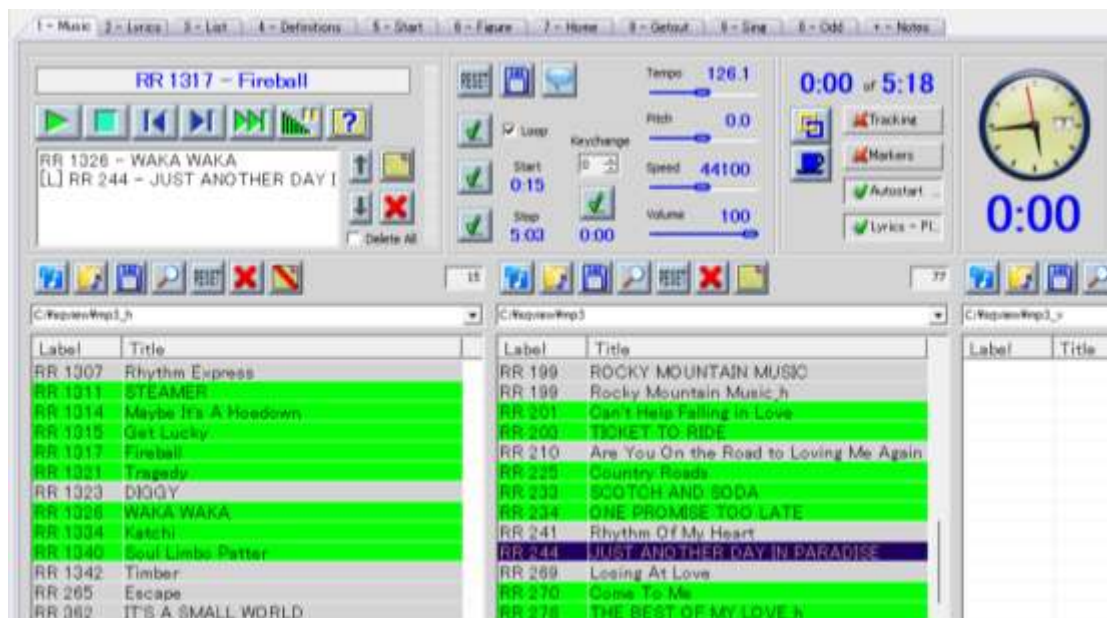 1 - Music 2 - Lyrics 3 - List 4 - Definitions 5 - Start 6 - Figure 7 - Home 8 - Getout 9 - Sing 0 - Odd + - Notes
RR 1317 - Fireball
RR 1326 - WAKA WAKA
[L] RR 244 - JUST ANOTHER DAY I
Delete All
RESET
Loop
Keychange
0
Start
0:15
Stop
5:03
0:00
Tempo 126.1
Pitch 0.0
Speed 44100
Volume 100
0:00 of 5:18
Tracking
Markers
Autostart ...
Lyrics - Pl..
0:00
RESET
15
RESET
77
C:¥sqview¥mp3_h
C:¥sqview¥mp3
C:¥sqview¥mp3_v
Label Title
RR 1307 Rhythm Express
RR 1311 STEAMER
RR 1314 Maybe It's A Hoedown
RR 1315 Get Lucky
RR 1317 Fireball
RR 1321 Tragedy
RR 1323 DIGGY
RR 1326 WAKA WAKA
RR 1334 Katchi
RR 1340 Soul Limbo Patter
RR 1342 Timber
RR 265 Escape
RR 362 IT'S A SMALL WORLD
Label Title
RR 199 ROCKY MOUNTAIN MUSIC
RR 199 Rocky Mountain Music_h
RR 201 Can't Help Falling in Love
RR 203 TICKET TO RIDE
RR 210 Are You On the Road to Loving Me Again
RR 225 Country Roads
RR 233 SCOTCH AND SODA
RR 234 ONE PROMISE TOO LATE
RR 241 Rhythm Of My Heart
RR 244 JUST ANOTHER DAY IN PARADISE
RR 269 Losing At Love
RR 270 Come To Me
RR 278 THE BEST OF MY LOVE_h
Label Title